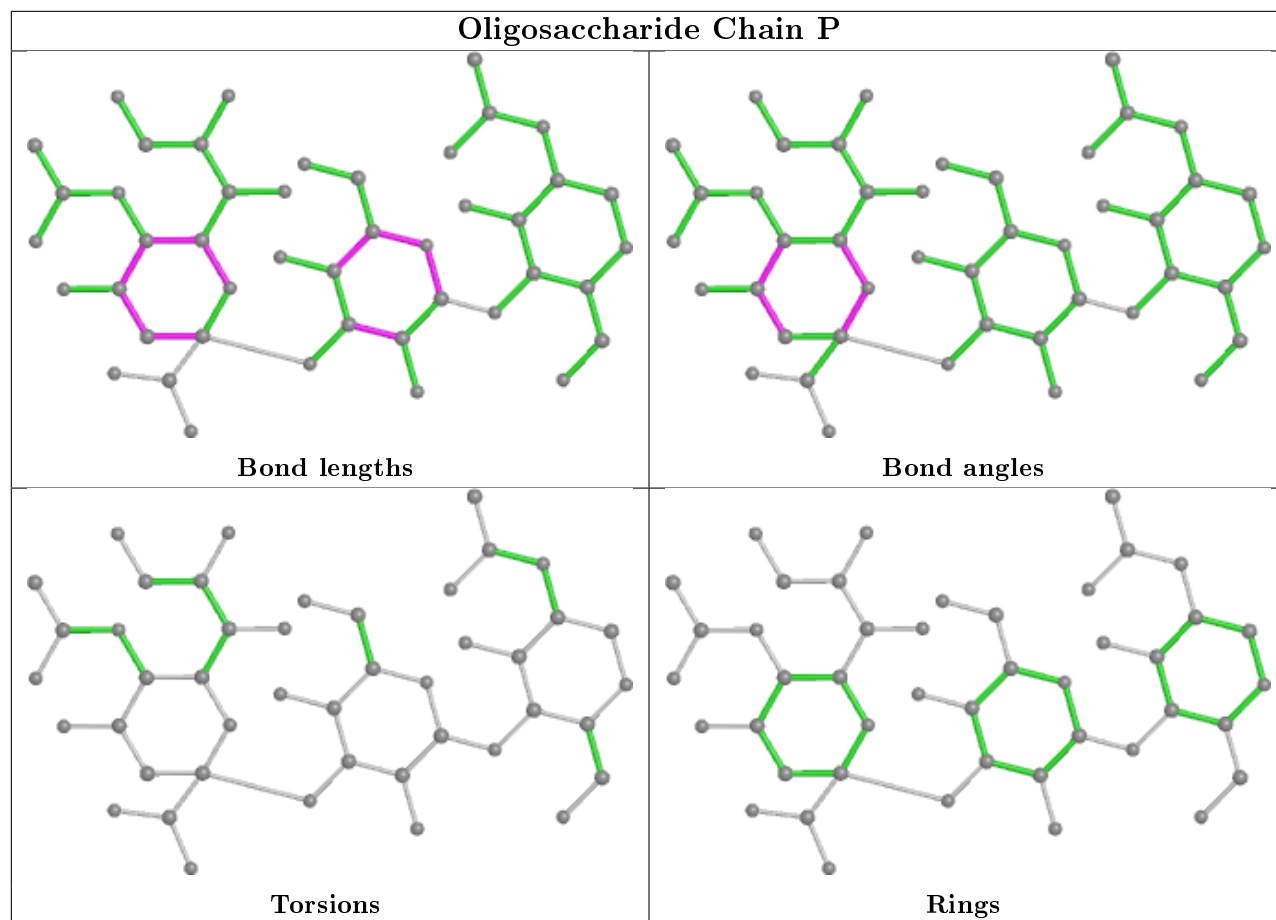 Oligosaccharide Chain P
Bond lengths
Bond angles
Torsions
Rings